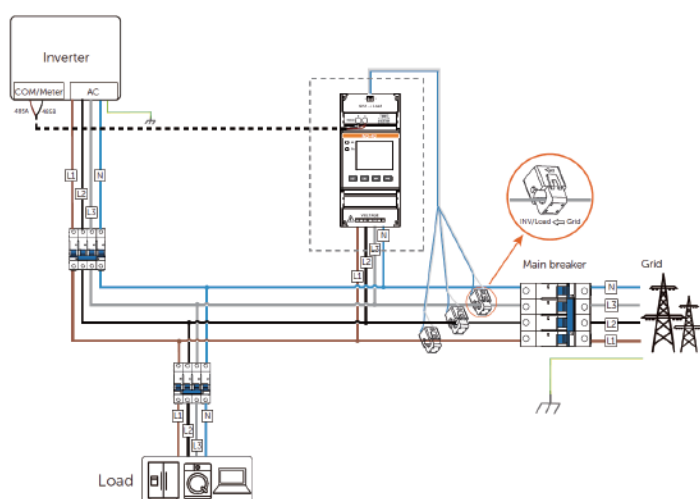 Inverter
COM/Meter
AC
485A
485B
L1
L2
L3
N
VOLTAGE
L1
L2
L3
N
INV/Load ⇦ Grid
Main breaker
Grid
N
L3
L2
L1
L1
L2
L3
N
Load